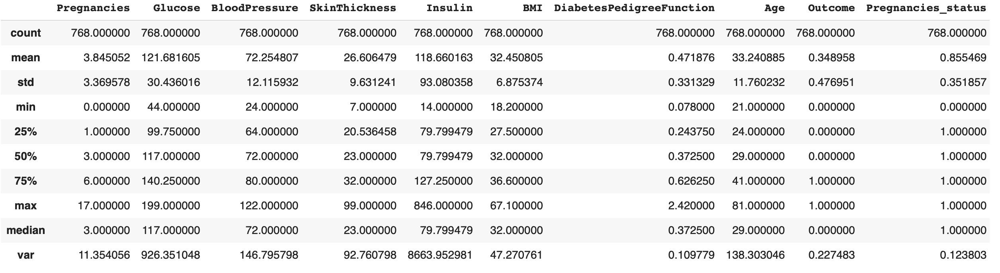 Pregnancies Glucose BloodPressure SkinThickness Insulin BMI DiabetesPedigreeFunction Age Outcome Pregnancies_status
count 768.000000 768.000000 768.000000 768.000000 768.000000 768.000000 768.000000 768.000000 768.000000 768.000000
mean 3.845052 121.681605 72.254807 26.606479 118.660163 32.450805 0.471876 33.240885 0.348958 0.855469
std 3.369578 30.436016 12.115932 9.631241 93.080358 6.875374 0.331329 11.760232 0.476951 0.351857
min 0.000000 44.000000 24.000000 7.000000 14.000000 18.200000 0.078000 21.000000 0.000000 0.000000
25% 1.000000 99.750000 64.000000 20.536458 79.799479 27.500000 0.243750 24.000000 0.000000 1.000000
50% 3.000000 117.000000 72.000000 23.000000 79.799479 32.000000 0.372500 29.000000 0.000000 1.000000
75% 6.000000 140.250000 80.000000 32.000000 127.250000 36.600000 0.626250 41.000000 1.000000 1.000000
max 17.000000 199.000000 122.000000 99.000000 846.000000 67.100000 2.420000 81.000000 1.000000 1.000000
median 3.000000 117.000000 72.000000 23.000000 79.799479 32.000000 0.372500 29.000000 0.000000 1.000000
var 11.354056 926.351048 146.795798 92.760798 8663.952981 47.270761 0.109779 138.303046 0.227483 0.123803